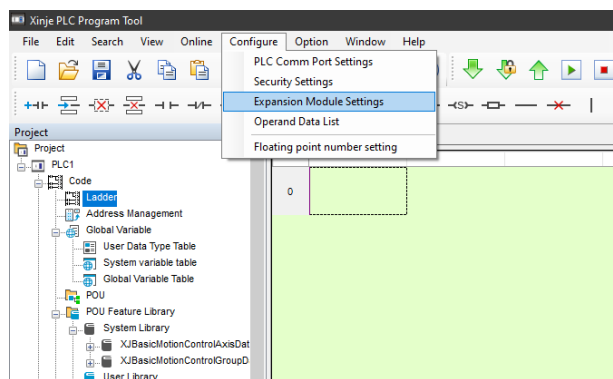 Xinje PLC Program Tool
File Edit Search View Online Configure Option Window Help
PLC Comm Port Settings
Security Settings
Expansion Module Settings
Operand Data List
Floating point number setting
Project
Project
PLC1
Code
Ladder
Address Management
Global Variable
User Data Type Table
System variable table
Global Variable Table
POU
POU Feature Library
System Library
XJBasicMotionControlAxisDat
XJBasicMotionControlGroupD
User Library
0